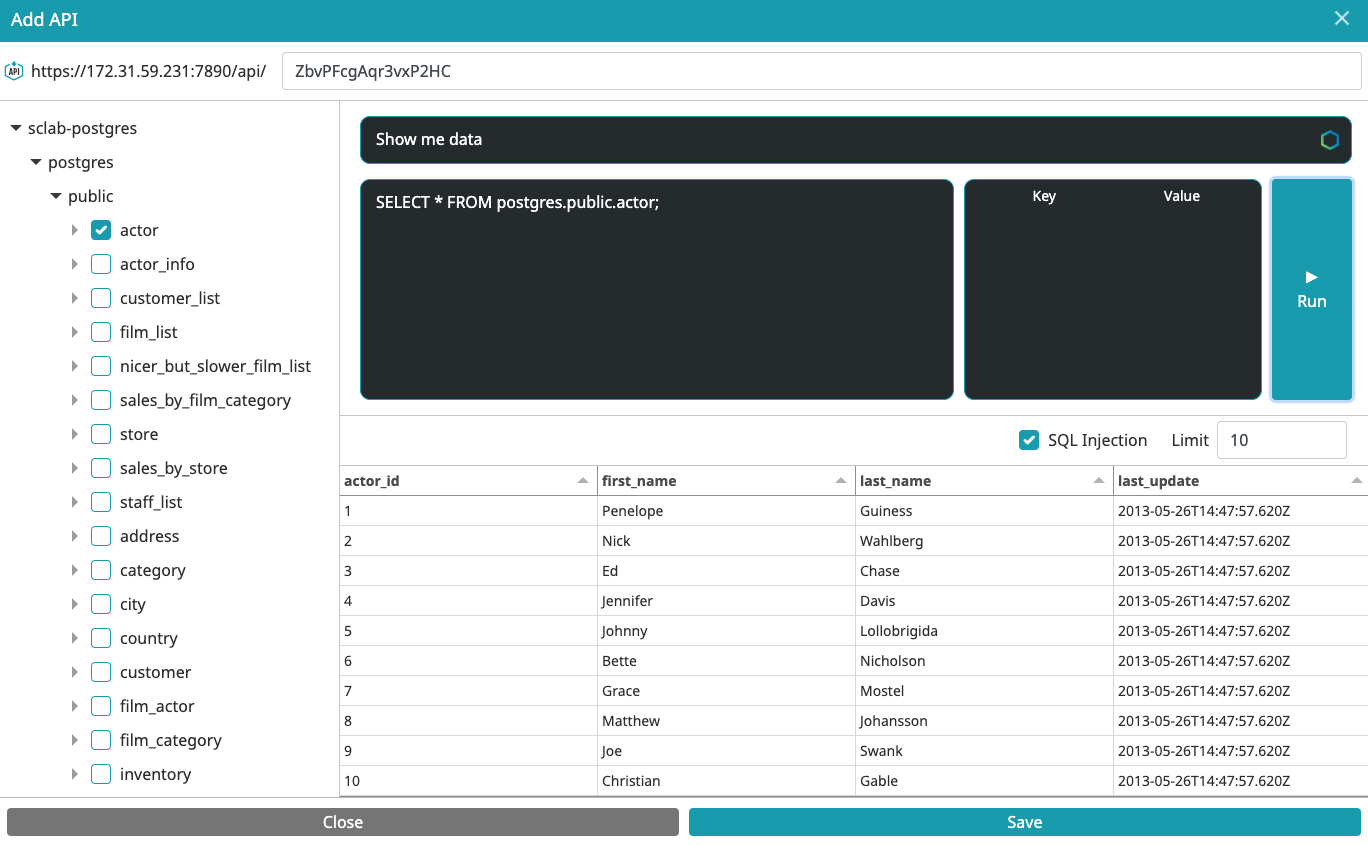 Add API
API
https://172.31.59.231:7890/api/ ZbvPFcgAqr3vxP2HC
sclab-postgres
postgres
public
actor
actor_info
customer_list
film_list
nicer_but_slower_film_list
sales_by_film_category
store
sales_by_store
staff_list
address
category
city
country
customer
film_actor
film_category
inventory
Show me data
SELECT * FROM postgres.public.actor;
Key Value
Run
SQL Injection Limit 10
actor_id first_name last_name last_update
1 Penelope Guiness 2013-05-26T14:47:57.620Z
2 Nick Wahlberg 2013-05-26T14:47:57.620Z
3 Ed Chase 2013-05-26T14:47:57.620Z
4 Jennifer Davis 2013-05-26T14:47:57.620Z
5 Johnny Lollobrigida 2013-05-26T14:47:57.620Z
6 Bette Nicholson 2013-05-26T14:47:57.620Z
7 Grace Mostel 2013-05-26T14:47:57.620Z
8 Matthew Johansson 2013-05-26T14:47:57.620Z
9 Joe Swank 2013-05-26T14:47:57.620Z
10 Christian Gable 2013-05-26T14:47:57.620Z
Close Save